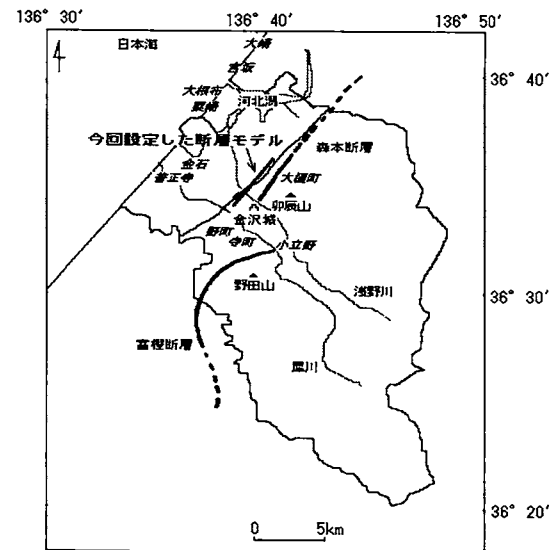 136° 30′
136° 40′
136° 50′
日本海
大崎
宮坂
36° 40′
大根布
粟崎
河北潟
今回設定した断層モデル
森本断層
金石
普正寺
大樋町
卯辰山
金沢城
野町
寺町
小立野
野田山
浅野川
36° 30′
富樫断層
犀川
36° 20′
0
5km